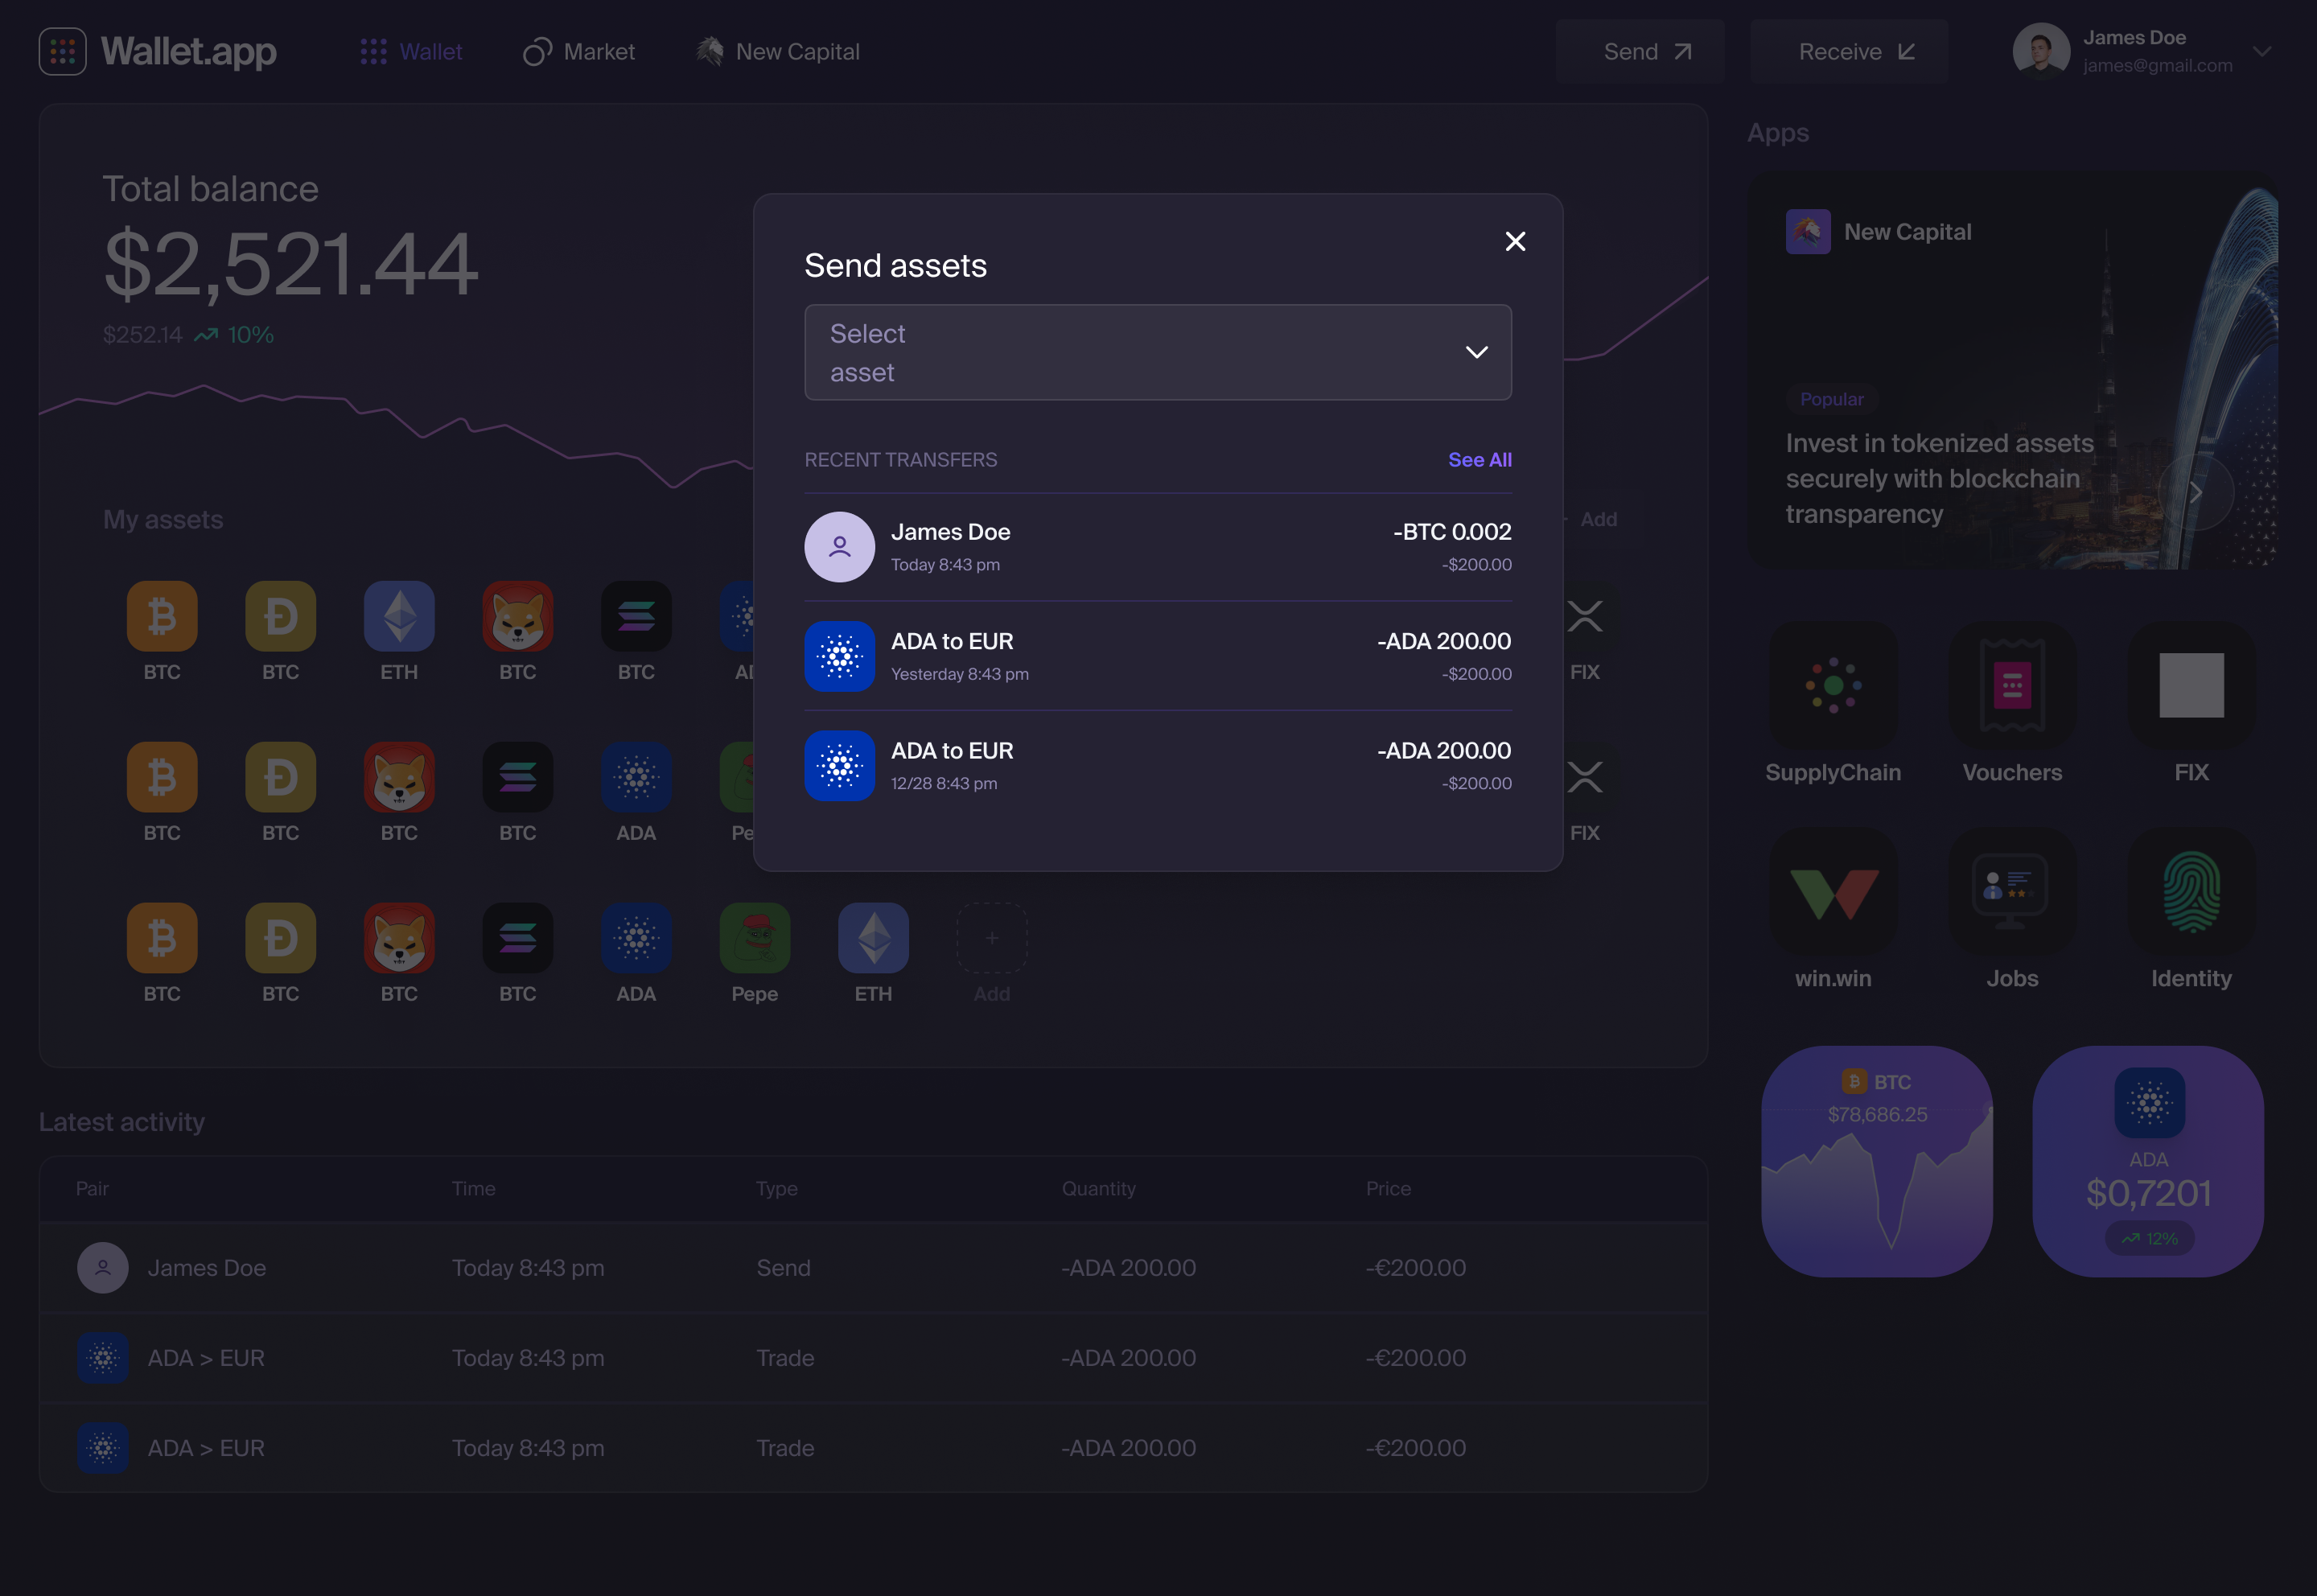 Wallet.app
Wallet
Market
New Capital
Send
Receive
James Doe
james@gmail.com
Total balance
$2,521.44
$252.14
10%
My assets
Add
BTC
BTC
ETH
BTC
BTC
FIX
BTC
BTC
BTC
BTC
ADA
Pe
FIX
BTC
BTC
BTC
BTC
ADA
Pepe
ETH
Add
Send assets
Select
asset
RECENT TRANSFERS
See All
James Doe
-BTC 0.002
Today 8:43 pm
-$200.00
ADA to EUR
-ADA 200.00
Yesterday 8:43 pm
-$200.00
ADA to EUR
-ADA 200.00
12/28 8:43 pm
-$200.00
Latest activity
Pair Time Type Quantity Price
James Doe Today 8:43 pm Send -ADA 200.00 -€200.00
ADA > EUR Today 8:43 pm Trade -ADA 200.00 -€200.00
ADA > EUR Today 8:43 pm Trade -ADA 200.00 -€200.00
Apps
New Capital
Popular
Invest in tokenized assets
securely with blockchain
transparency
SupplyChain
Vouchers
FIX
win.win
Jobs
Identity
BTC
$78,686.25
ADA
$0,7201
12%